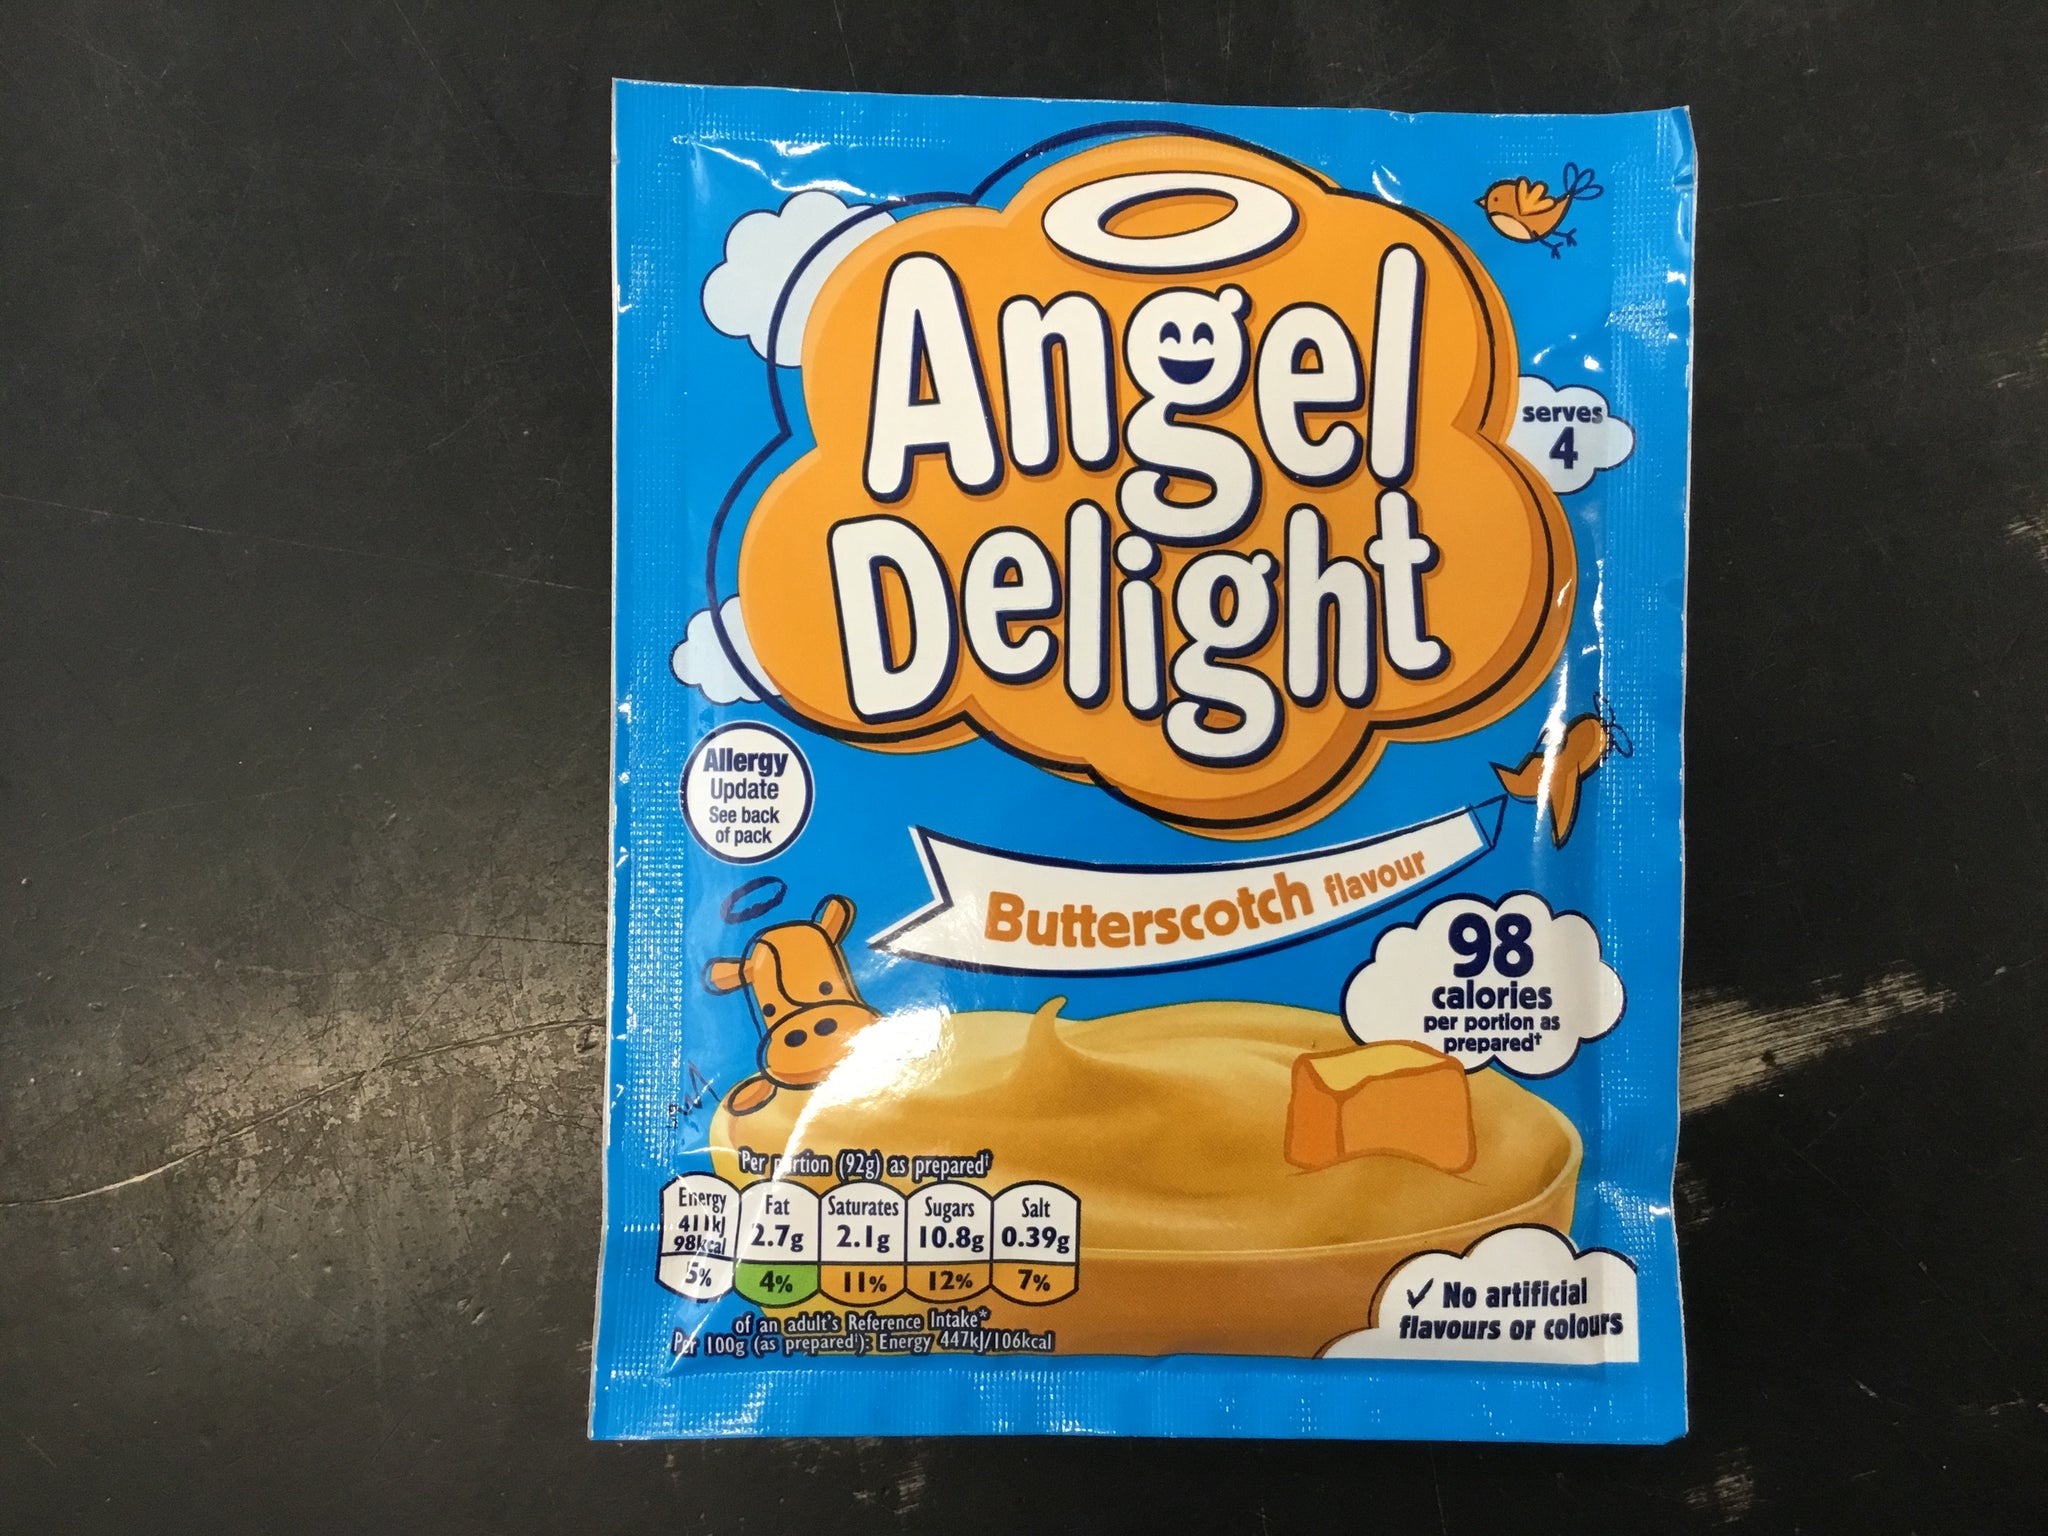 Angel
Delight
serves
4
Allergy
Update
See back
of pack
Butterscotch flavour
98
calories
per portion as
prepared†
Per portion (92g) as prepared†
Energy
411kJ
98kcal
5%
Fat
2.7g
4%
Saturates
2.1g
11%
Sugars
10.8g
12%
Salt
0.39g
7%
of an adult's Reference Intake*
Per 100g (as prepared†): Energy 447kJ/106kcal
✓ No artificial
flavours or colours